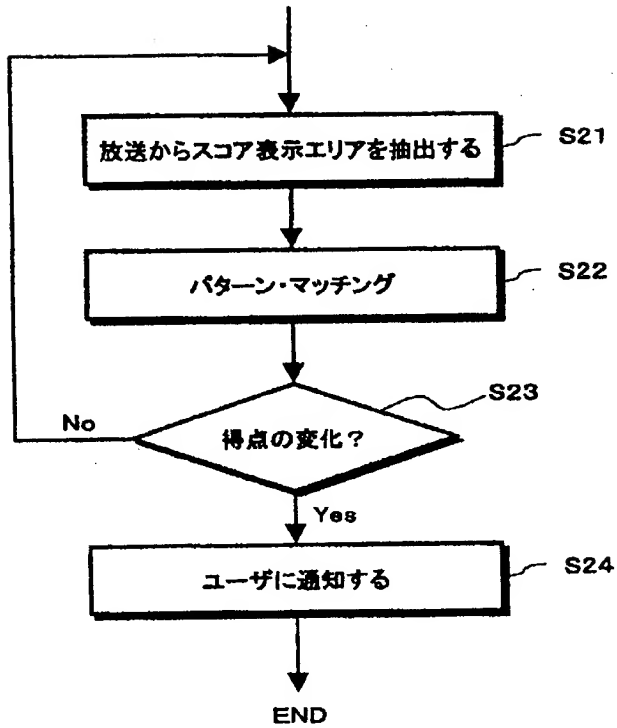 放送からスコア表示エリアを抽出する
S21
パターン・マッチング
S22
S23
得点の変化?
No
Yes
ユーザに通知する
S24
END